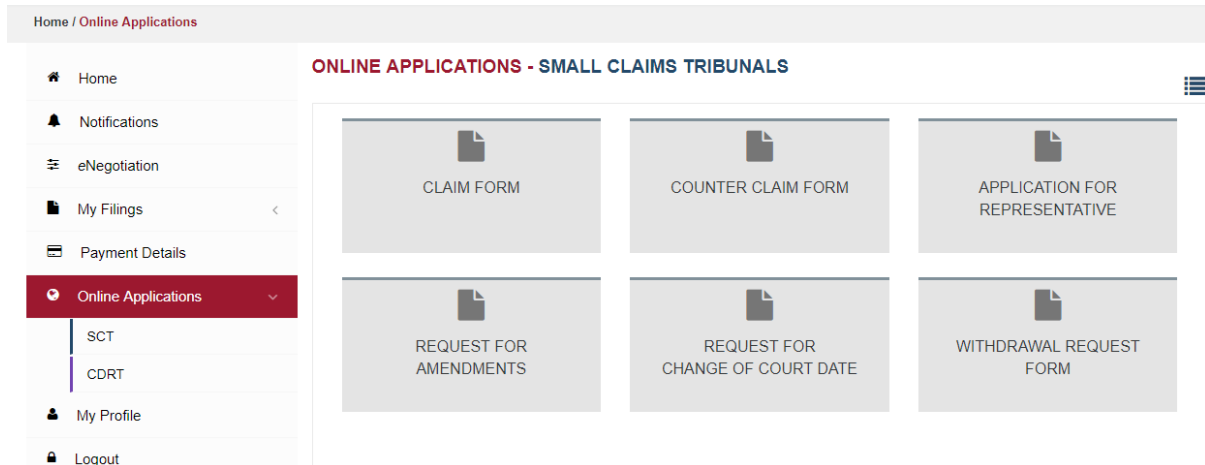 Home / Online Applications
Home
Notifications
eNegotiation
My Filings
Payment Details
Online Applications
SCT
CDRT
My Profile
Logout
ONLINE APPLICATIONS - SMALL CLAIMS TRIBUNALS
CLAIM FORM
COUNTER CLAIM FORM
APPLICATION FOR
REPRESENTATIVE
REQUEST FOR
AMENDMENTS
REQUEST FOR
CHANGE OF COURT DATE
WITHDRAWAL REQUEST
FORM